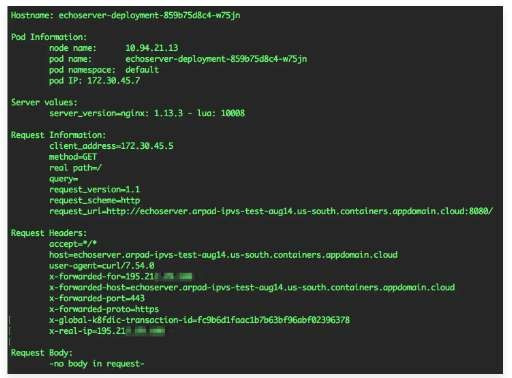 Hostname: echoserver-deployment-859b75d8c4-w75jn
Pod Information:
node name: 10.94.21.13
pod name: echoserver-deployment-859b75d8c4-w75jn
pod namespace: default
pod IP: 172.30.45.7
Server values:
server_version=nginx: 1.13.3 - lua: 10008
Request Information:
client_address=172.30.45.5
method=GET
real path=/
query=
request_version=1.1
request_scheme=http
request_uri=http://echoserver.arpad-ipvs-test-aug14.us-south.containers.appdomain.cloud:8080/
Request Headers:
accept=*/*
host=echoserver.arpad-ipvs-test-aug14.us-south.containers.appdomain.cloud
user-agent=curl/7.54.0
x-forwarded-for=195.21
x-forwarded-host=echoserver.arpad-ipvs-test-aug14.us-south.containers.appdomain.cloud
x-forwarded-port=443
x-forwarded-proto=https
x-global-k8fdic-transaction-id=fc9b6d1faac1b7b63bf96abf02396378
x-real-ip=195.21
Request Body:
-no body in request-